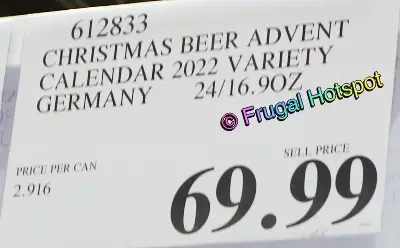 612833
CHRISTMAS BEER ADVENT
CALENDAR 2022 VARIETY
GERMANY 24/16.9OZ
© Frugal Hotspot
PRICE PER CAN
2.916
SELL PRICE
69.99